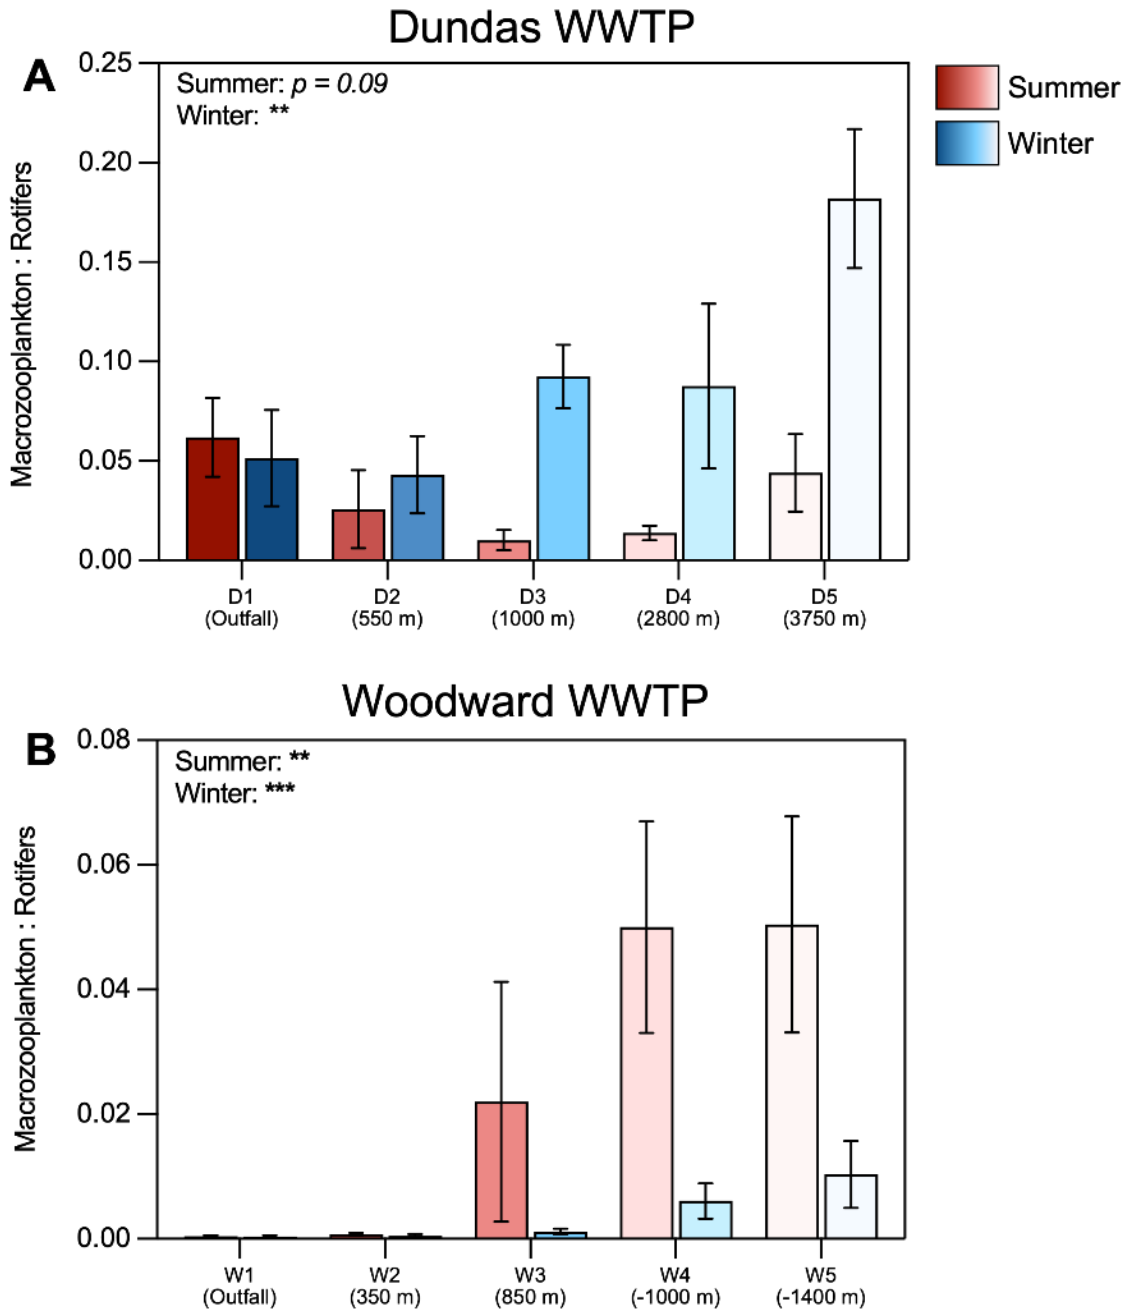 Dundas WWTP
A
Summer: p = 0.09
Winter: **
Summer
Winter
Macrozooplankton : Rotifers
0.25
0.20
0.15
0.10
0.05
0.00
D1
(Outfall)
D2
(550 m)
D3
(1000 m)
D4
(2800 m)
D5
(3750 m)
Woodward WWTP
B
Summer: **
Winter: ***
Macrozooplankton : Rotifers
0.08
0.06
0.04
0.02
0.00
W1
(Outfall)
W2
(350 m)
W3
(850 m)
W4
(-1000 m)
W5
(-1400 m)